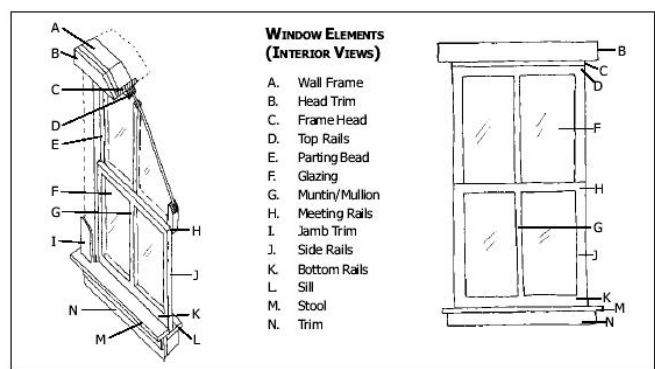 WINDOW ELEMENTS
(INTERIOR VIEWS)
A. Wall Frame
B. Head Trim
C. Frame Head
D. Top Rails
E. Parting Bead
F. Glazing
G. Muntin/Mullion
H. Meeting Rails
I. Jamb Trim
J. Side Rails
K. Bottom Rails
L. Sill
M. Stool
N. Trim
A
B
C
D
E
F
G
H
I
J
K
N
M
L
B
C
D
F
H
G
J
K
M
N